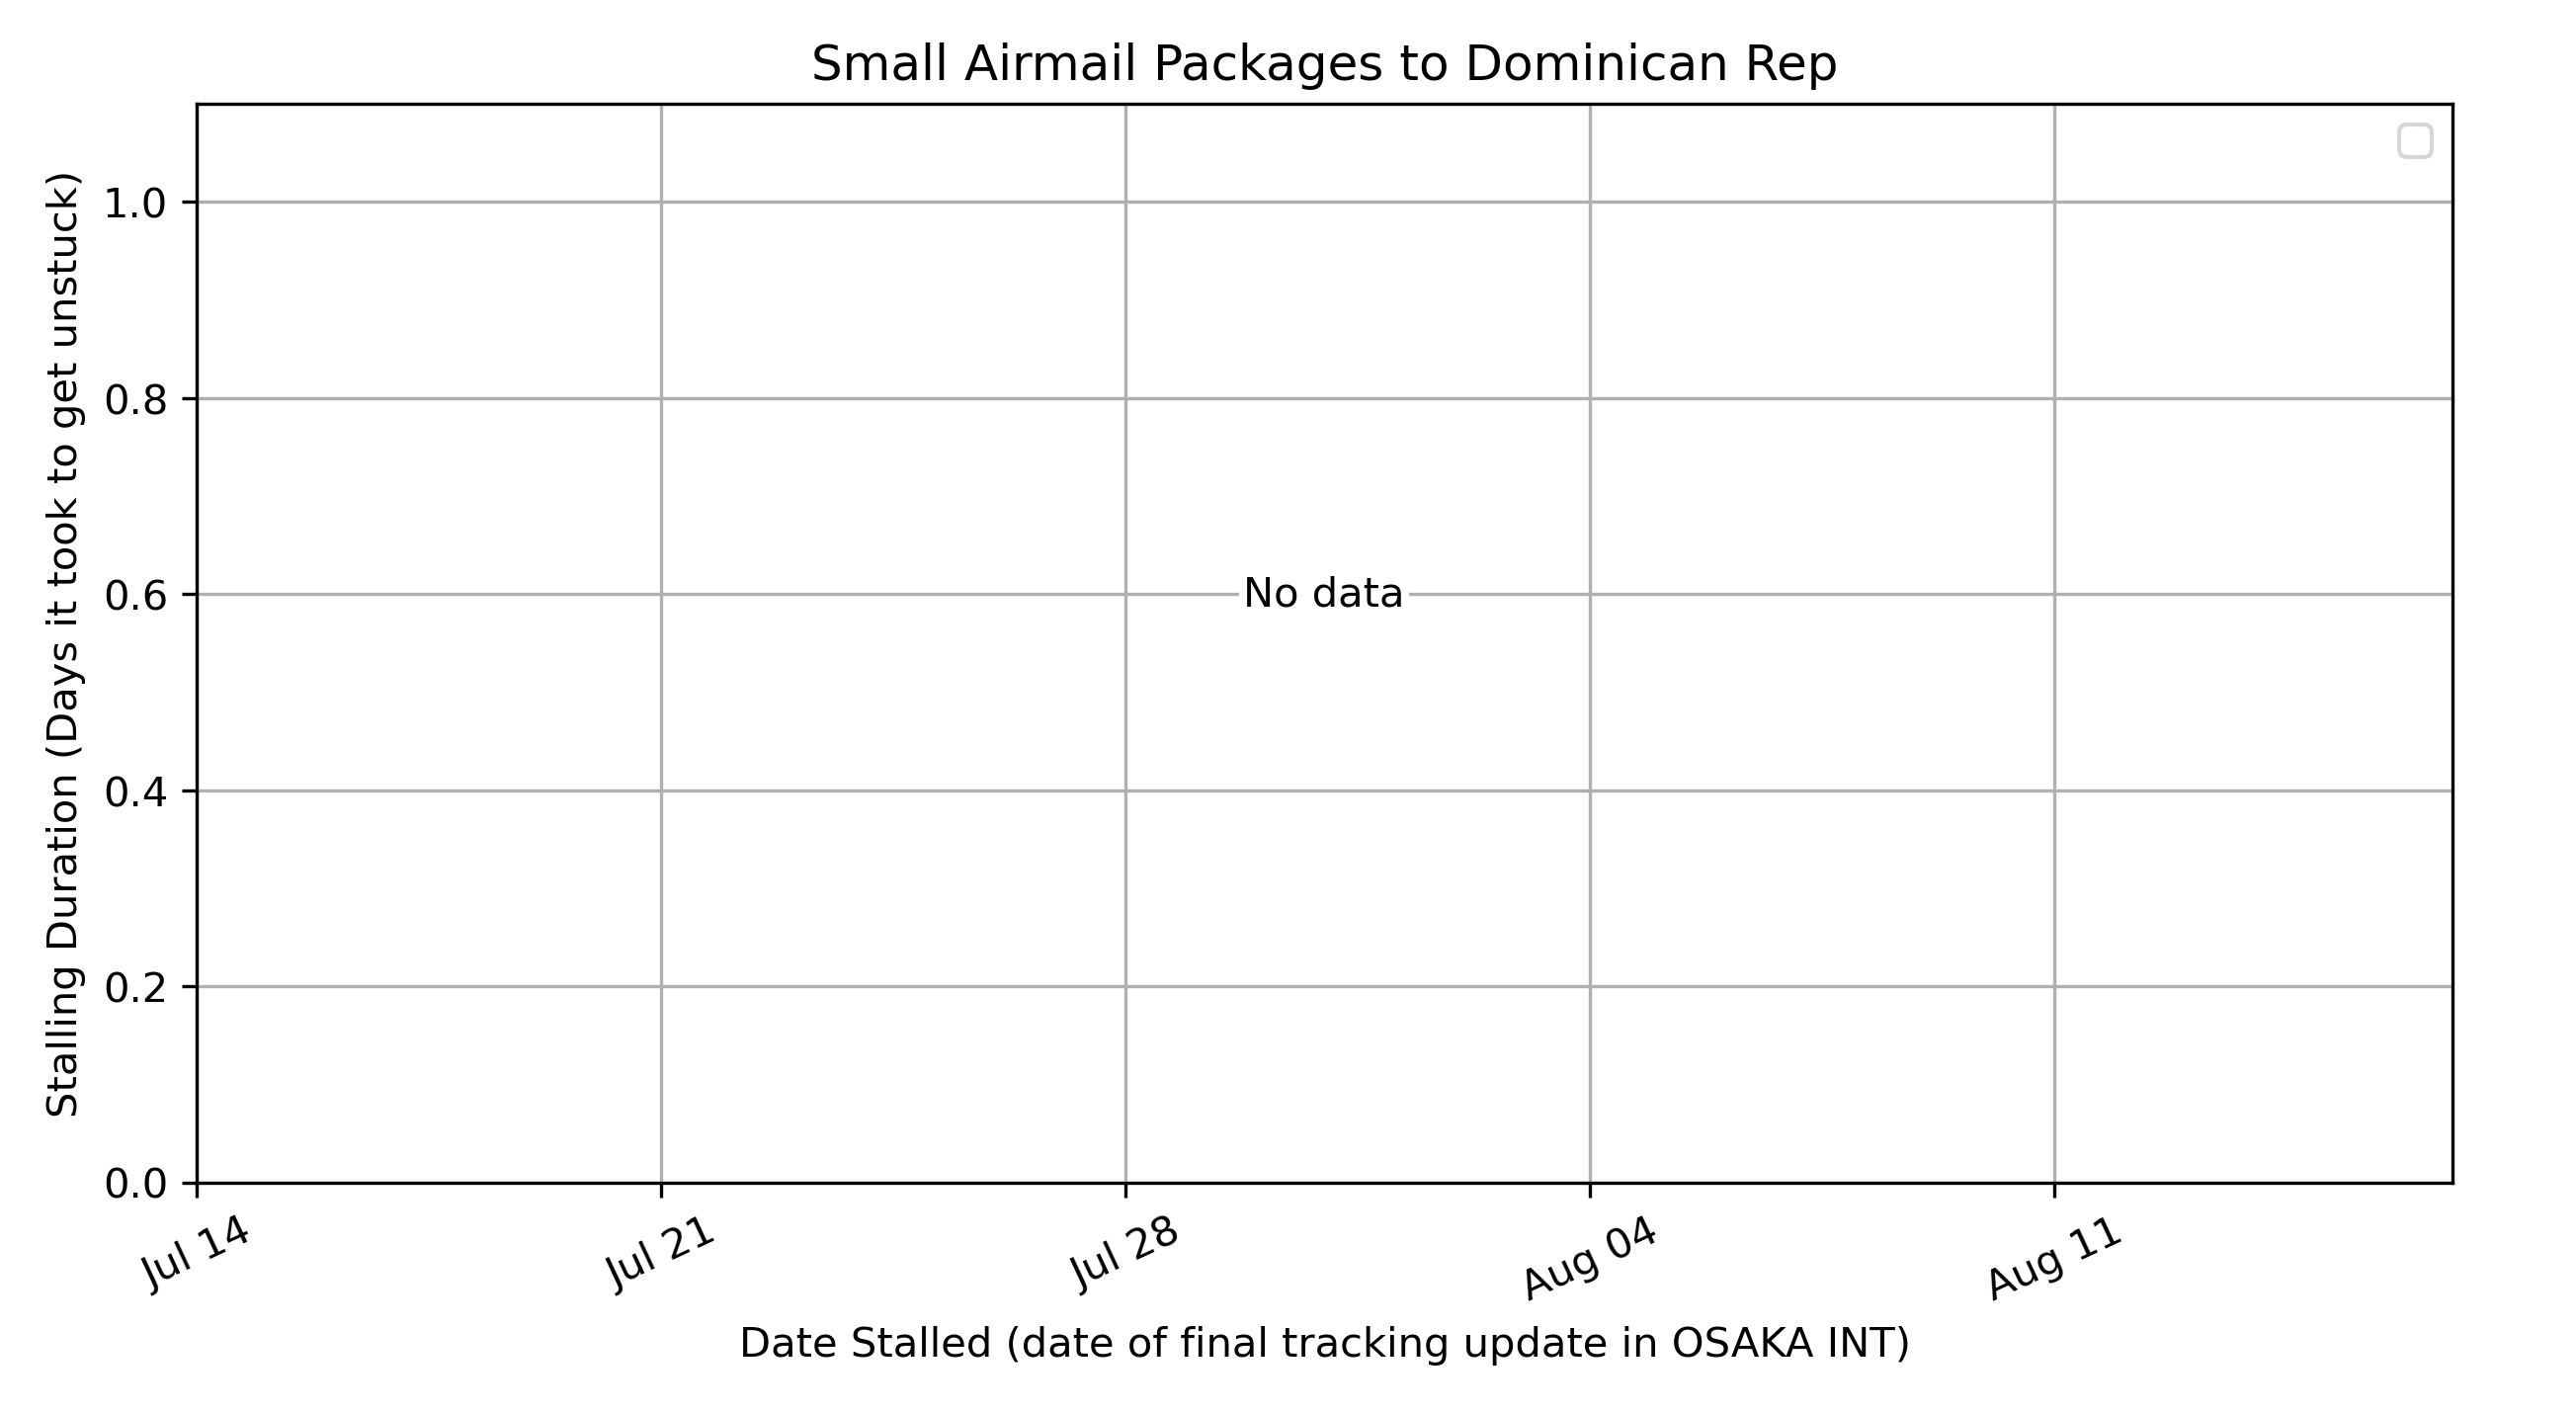 Small Airmail Packages to Dominican Rep
Stalling Duration (Days it took to get unstuck)
1.0
0.8
0.6
0.4
0.2
0.0
No data
Jul 14
Jul 21
Jul 28
Aug 04
Aug 11
Date Stalled (date of final tracking update in OSAKA INT)